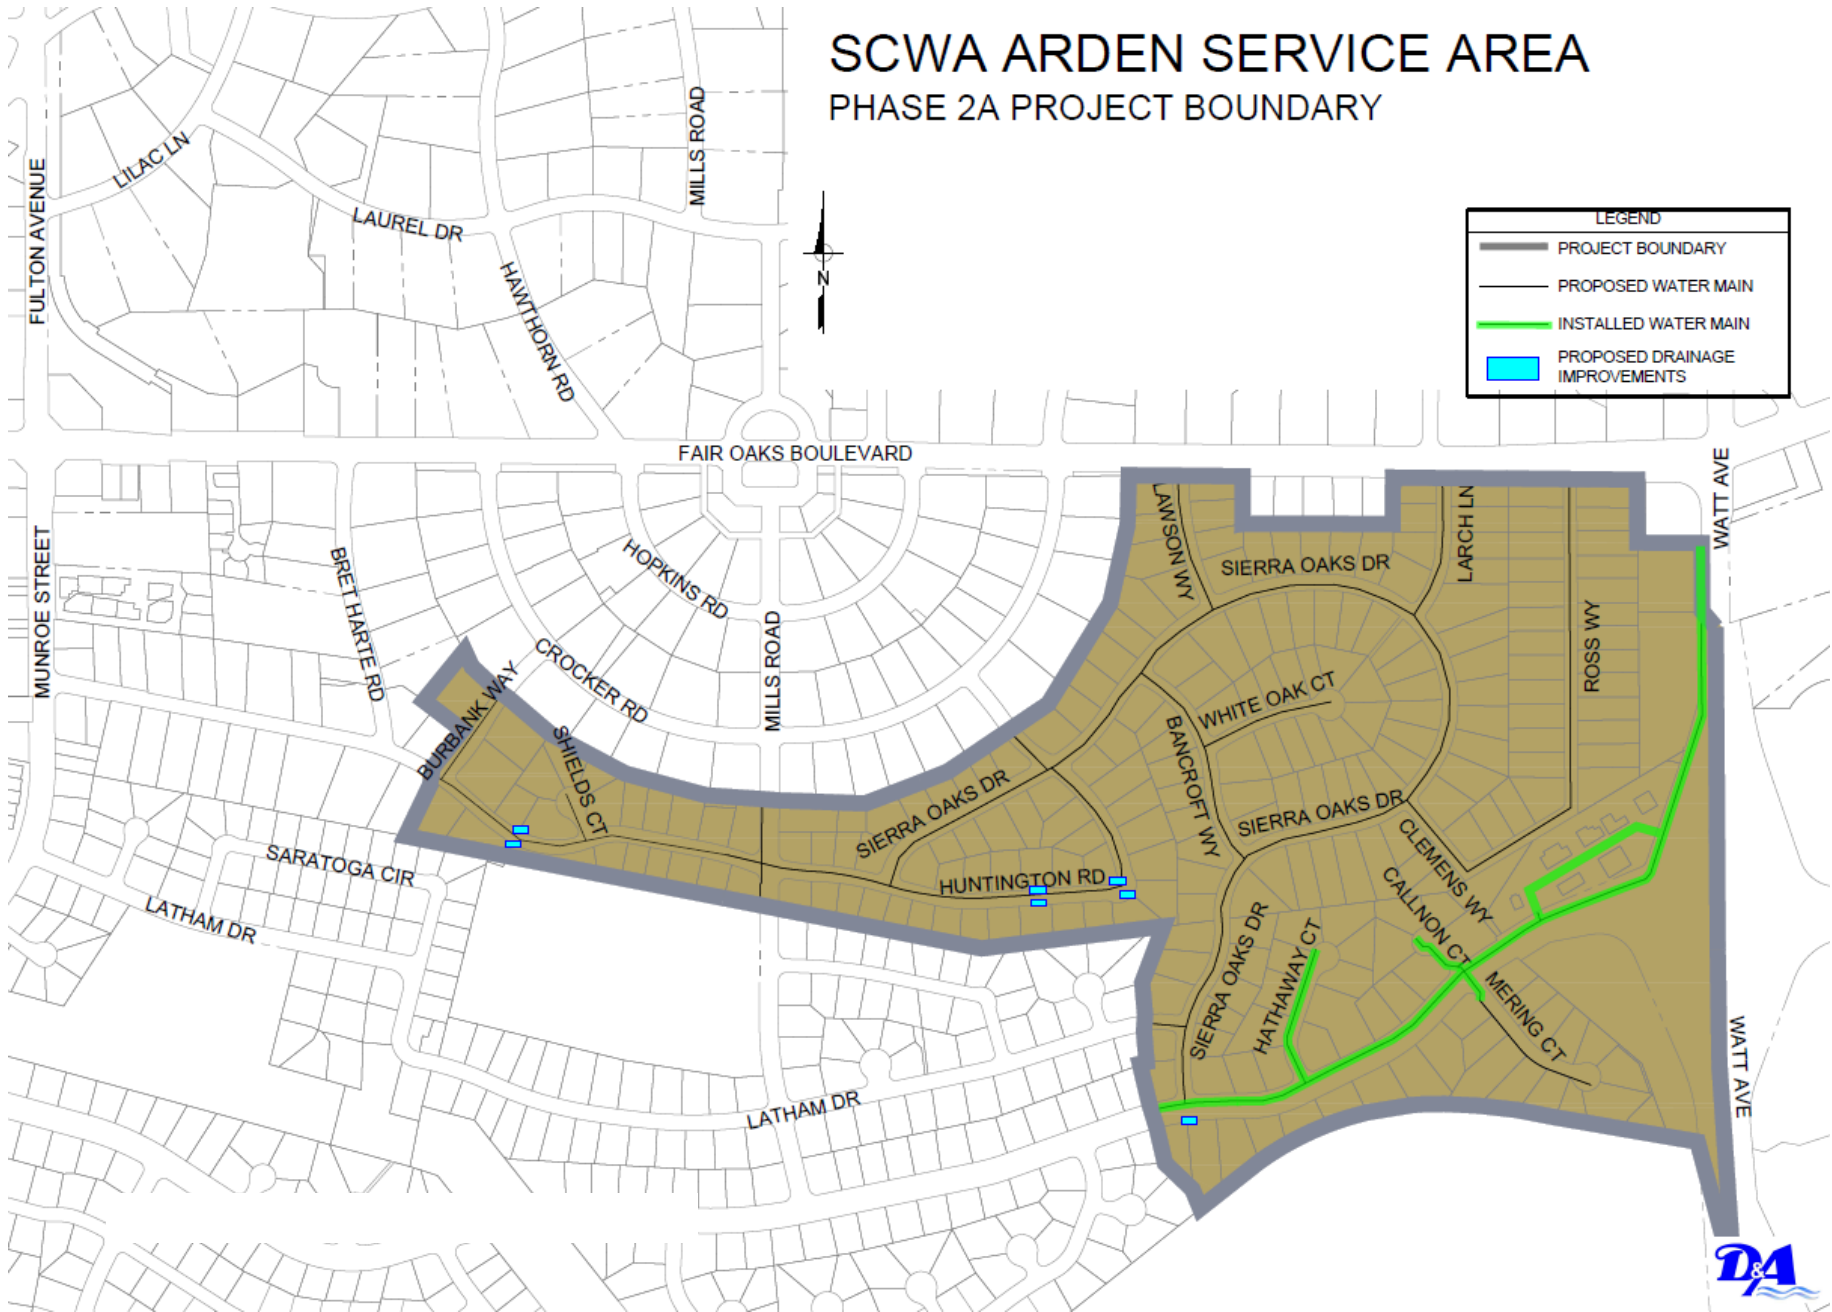 SCWA ARDEN SERVICE AREA
PHASE 2A PROJECT BOUNDARY
LEGEND
PROJECT BOUNDARY
PROPOSED WATER MAIN
INSTALLED WATER MAIN
PROPOSED DRAINAGE
IMPROVEMENTS
N
LILAC LN
FULTON AVENUE
LAUREL DR
MILLS ROAD
HAWTHORN RD
FAIR OAKS BOULEVARD
WATT AVE
MUNROE STREET
BRET HARTE RD
HOPKINS RD
CROCKER RD
MILLS ROAD
BURBANK WAY
SHIELDS CT
LAWSON WY
SIERRA OAKS DR
LARCH LN
ROSS WY
WHITE OAK CT
BANCROFT WY
SIERRA OAKS DR
SIERRA OAKS DR
CLEMENS WY
SARATOGA CIR
HUNTINGTON RD
CALLNON CT
LATHAM DR
SIERRA OAKS DR
HATHAWAY CT
MERING CT
WATT AVE
LATHAM DR
D&A